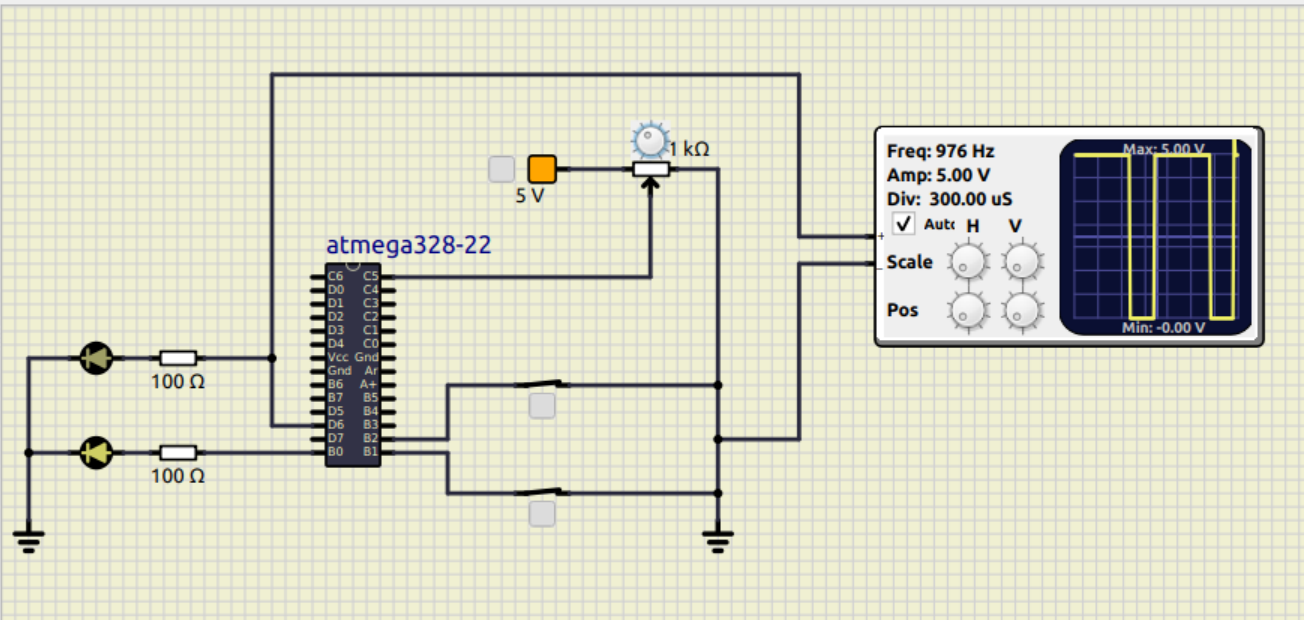 1 kΩ
5 V
Freq: 976 Hz
Amp: 5.00 V
Div: 300.00 uS
Auto H V
Scale
Pos
+
-
Max: 5.00 V
Min: -0.00 V
atmega328-22
C6 C5
D0 C4
D1 C3
D2 C2
D3 C1
D4 C0
Vcc Gnd
Gnd Ar
B6 A+
B7 B5
D5 B4
D6 B3
D7 B2
B0 B1
100 Ω
100 Ω